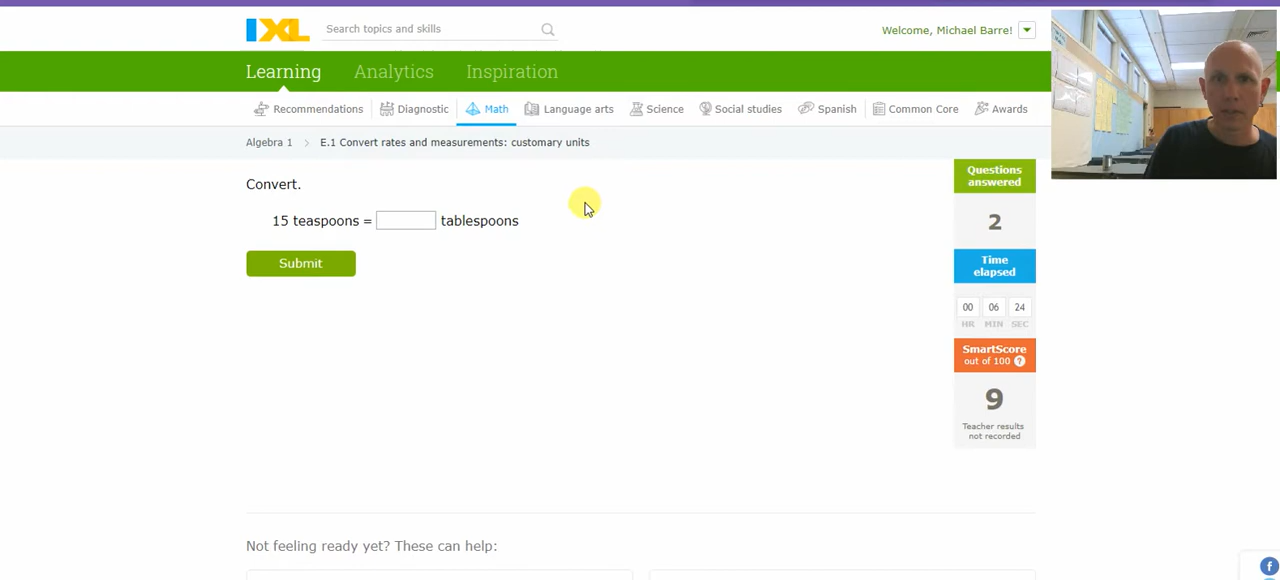 IXL
Search topics and skills
Welcome, Michael Barre!
Learning
Analytics
Inspiration
Recommendations
Diagnostic
Math
Language arts
Science
Social studies
Spanish
Common Core
Awards
Algebra 1 > E.1 Convert rates and measurements: customary units
Convert.
15 teaspoons = tablespoons
Submit
Questions
answered
2
Time
elapsed
00 06 24
HR MIN SEC
SmartScore
out of 100 ?
9
Teacher results
not recorded
Not feeling ready yet? These can help:
f